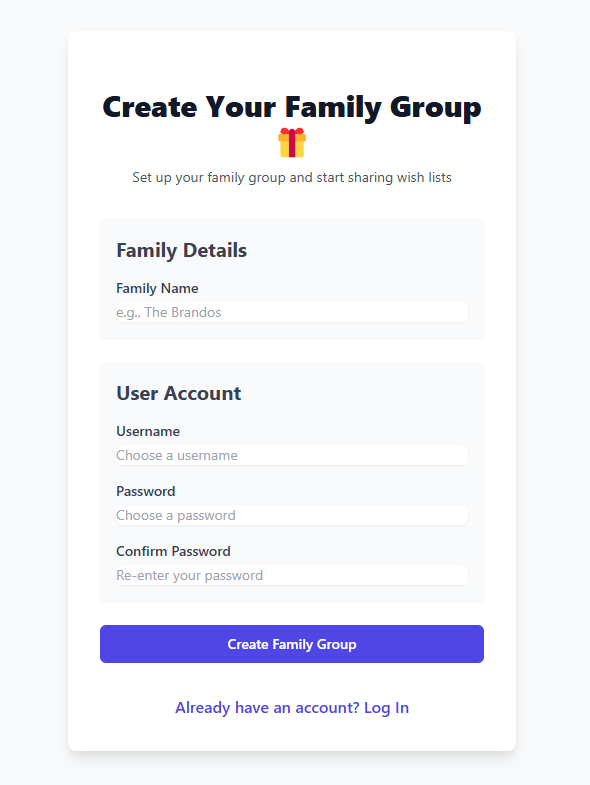 Create Your Family Group
🎁
Set up your family group and start sharing wish lists
Family Details
Family Name
e.g., The Brandos
User Account
Username
Choose a username
Password
Choose a password
Confirm Password
Re-enter your password
Create Family Group
Already have an account? Log In